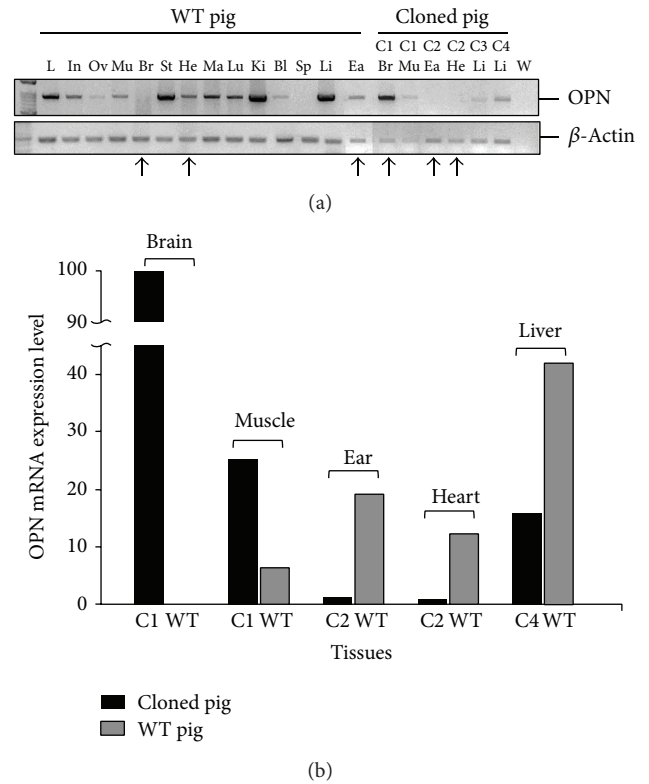 WT pig Cloned pig
C1 C1 C2 C2 C3 C4
L In Ov Mu Br St He Ma Lu Ki Bl Sp Li Ea Br Mu Ea He Li Li W
OPN
β-Actin
(a)
Brain
100
90
Liver
40
Muscle
30
Ear
20
Heart
10
0
OPN mRNA expression level
C1 WT C1 WT C2 WT C2 WT C4 WT
Tissues
Cloned pig
WT pig
(b)